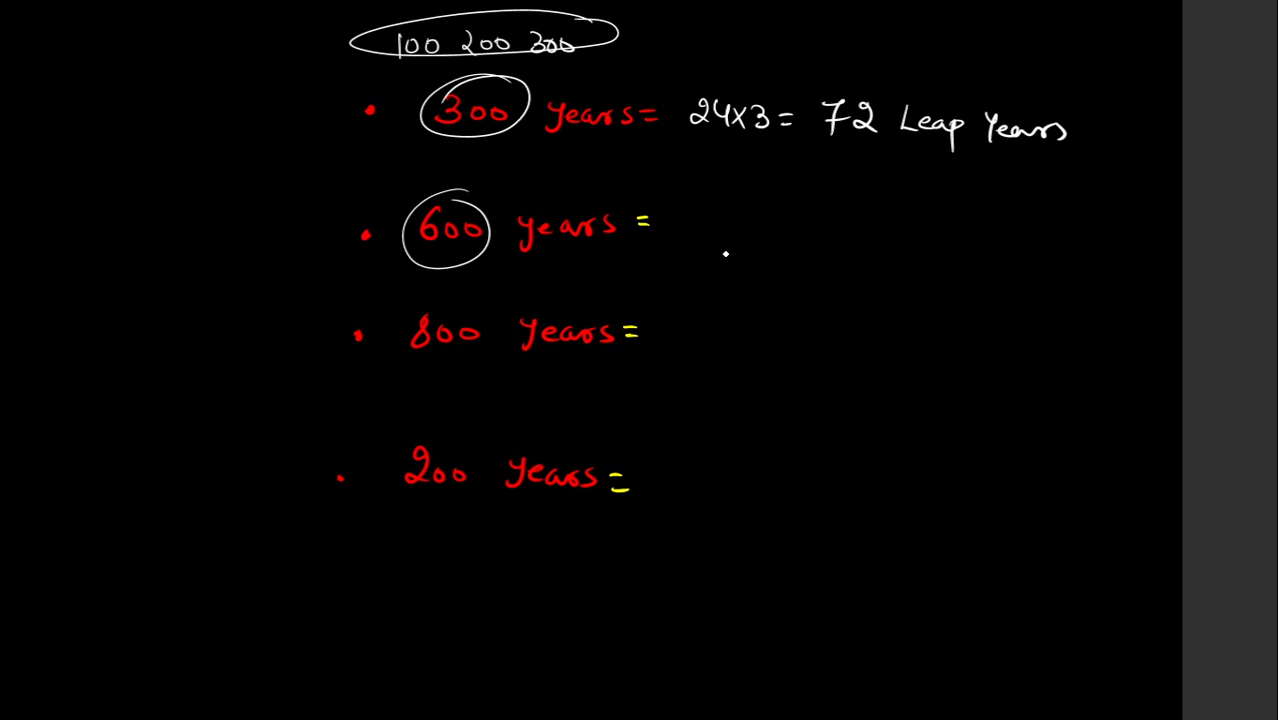 100 200 300
• 300 years = 24x3 = 72 Leap Years
• 600 years =
• 800 years =
• 200 years =